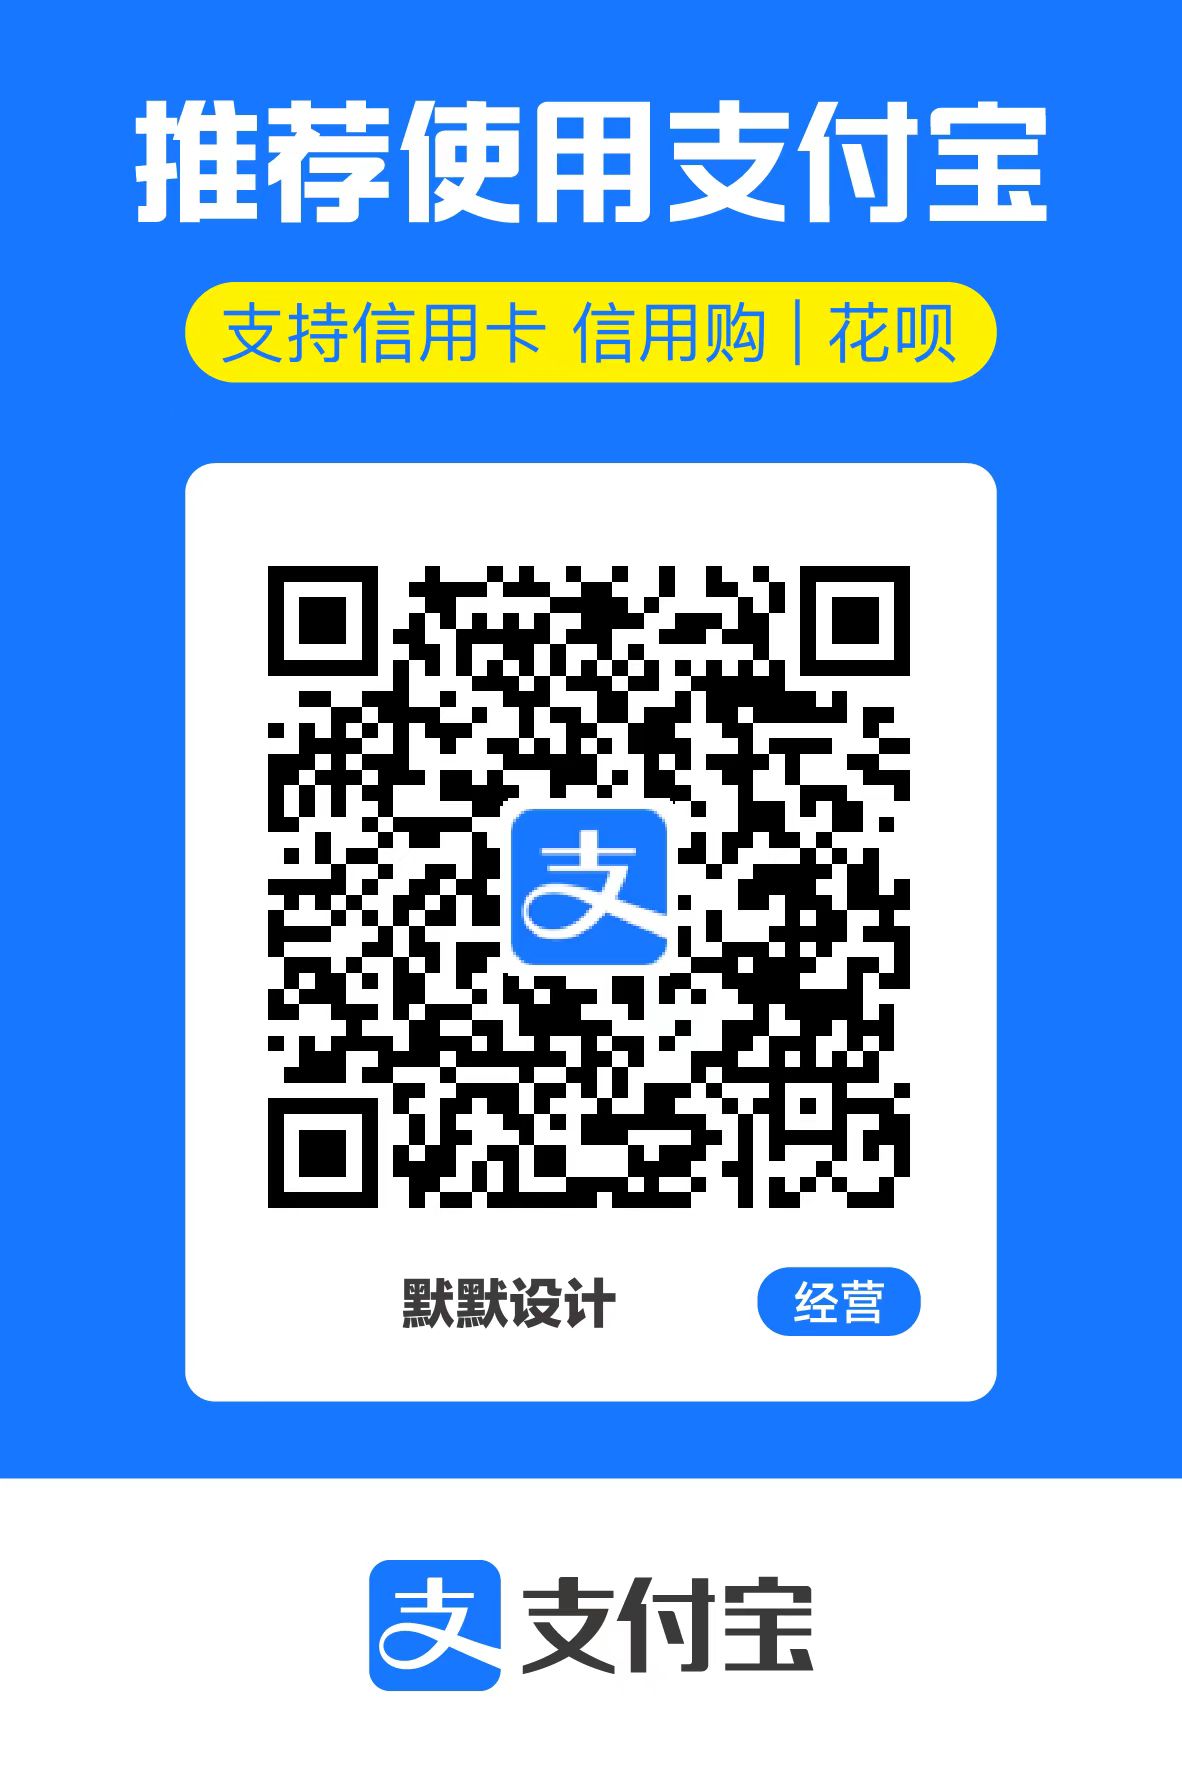 推荐使用支付宝
支持信用卡 信用购 | 花呗
支
默默设计
经营
支 支付宝